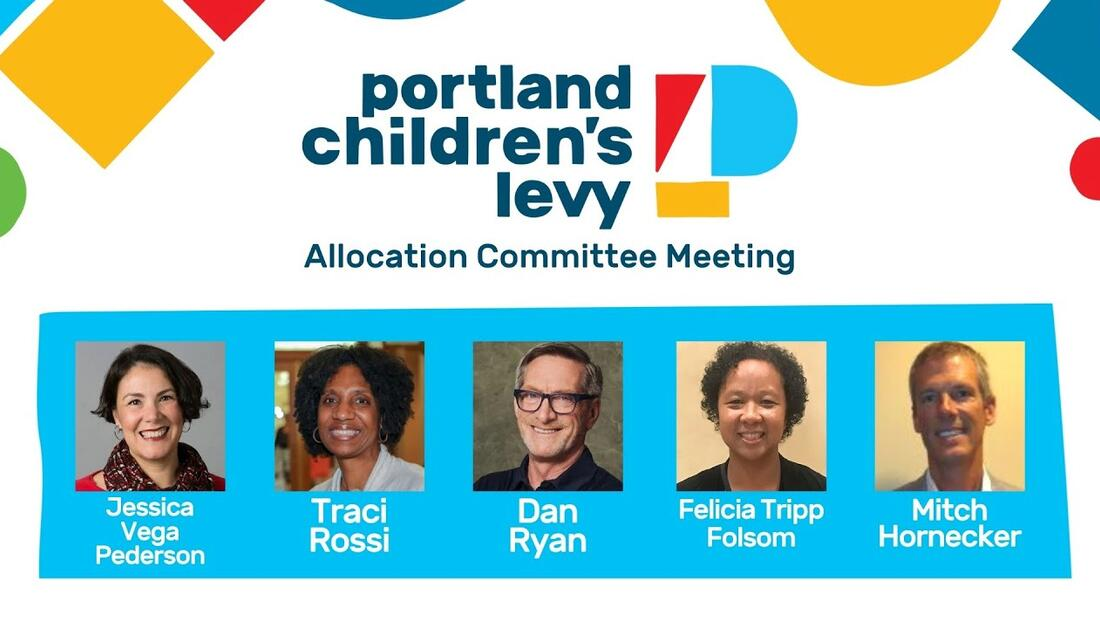 portland
children's
levy
Allocation Committee Meeting
Jessica
Vega
Pederson
Traci
Rossi
Dan
Ryan
Felicia Tripp
Folsom
Mitch
Hornecker